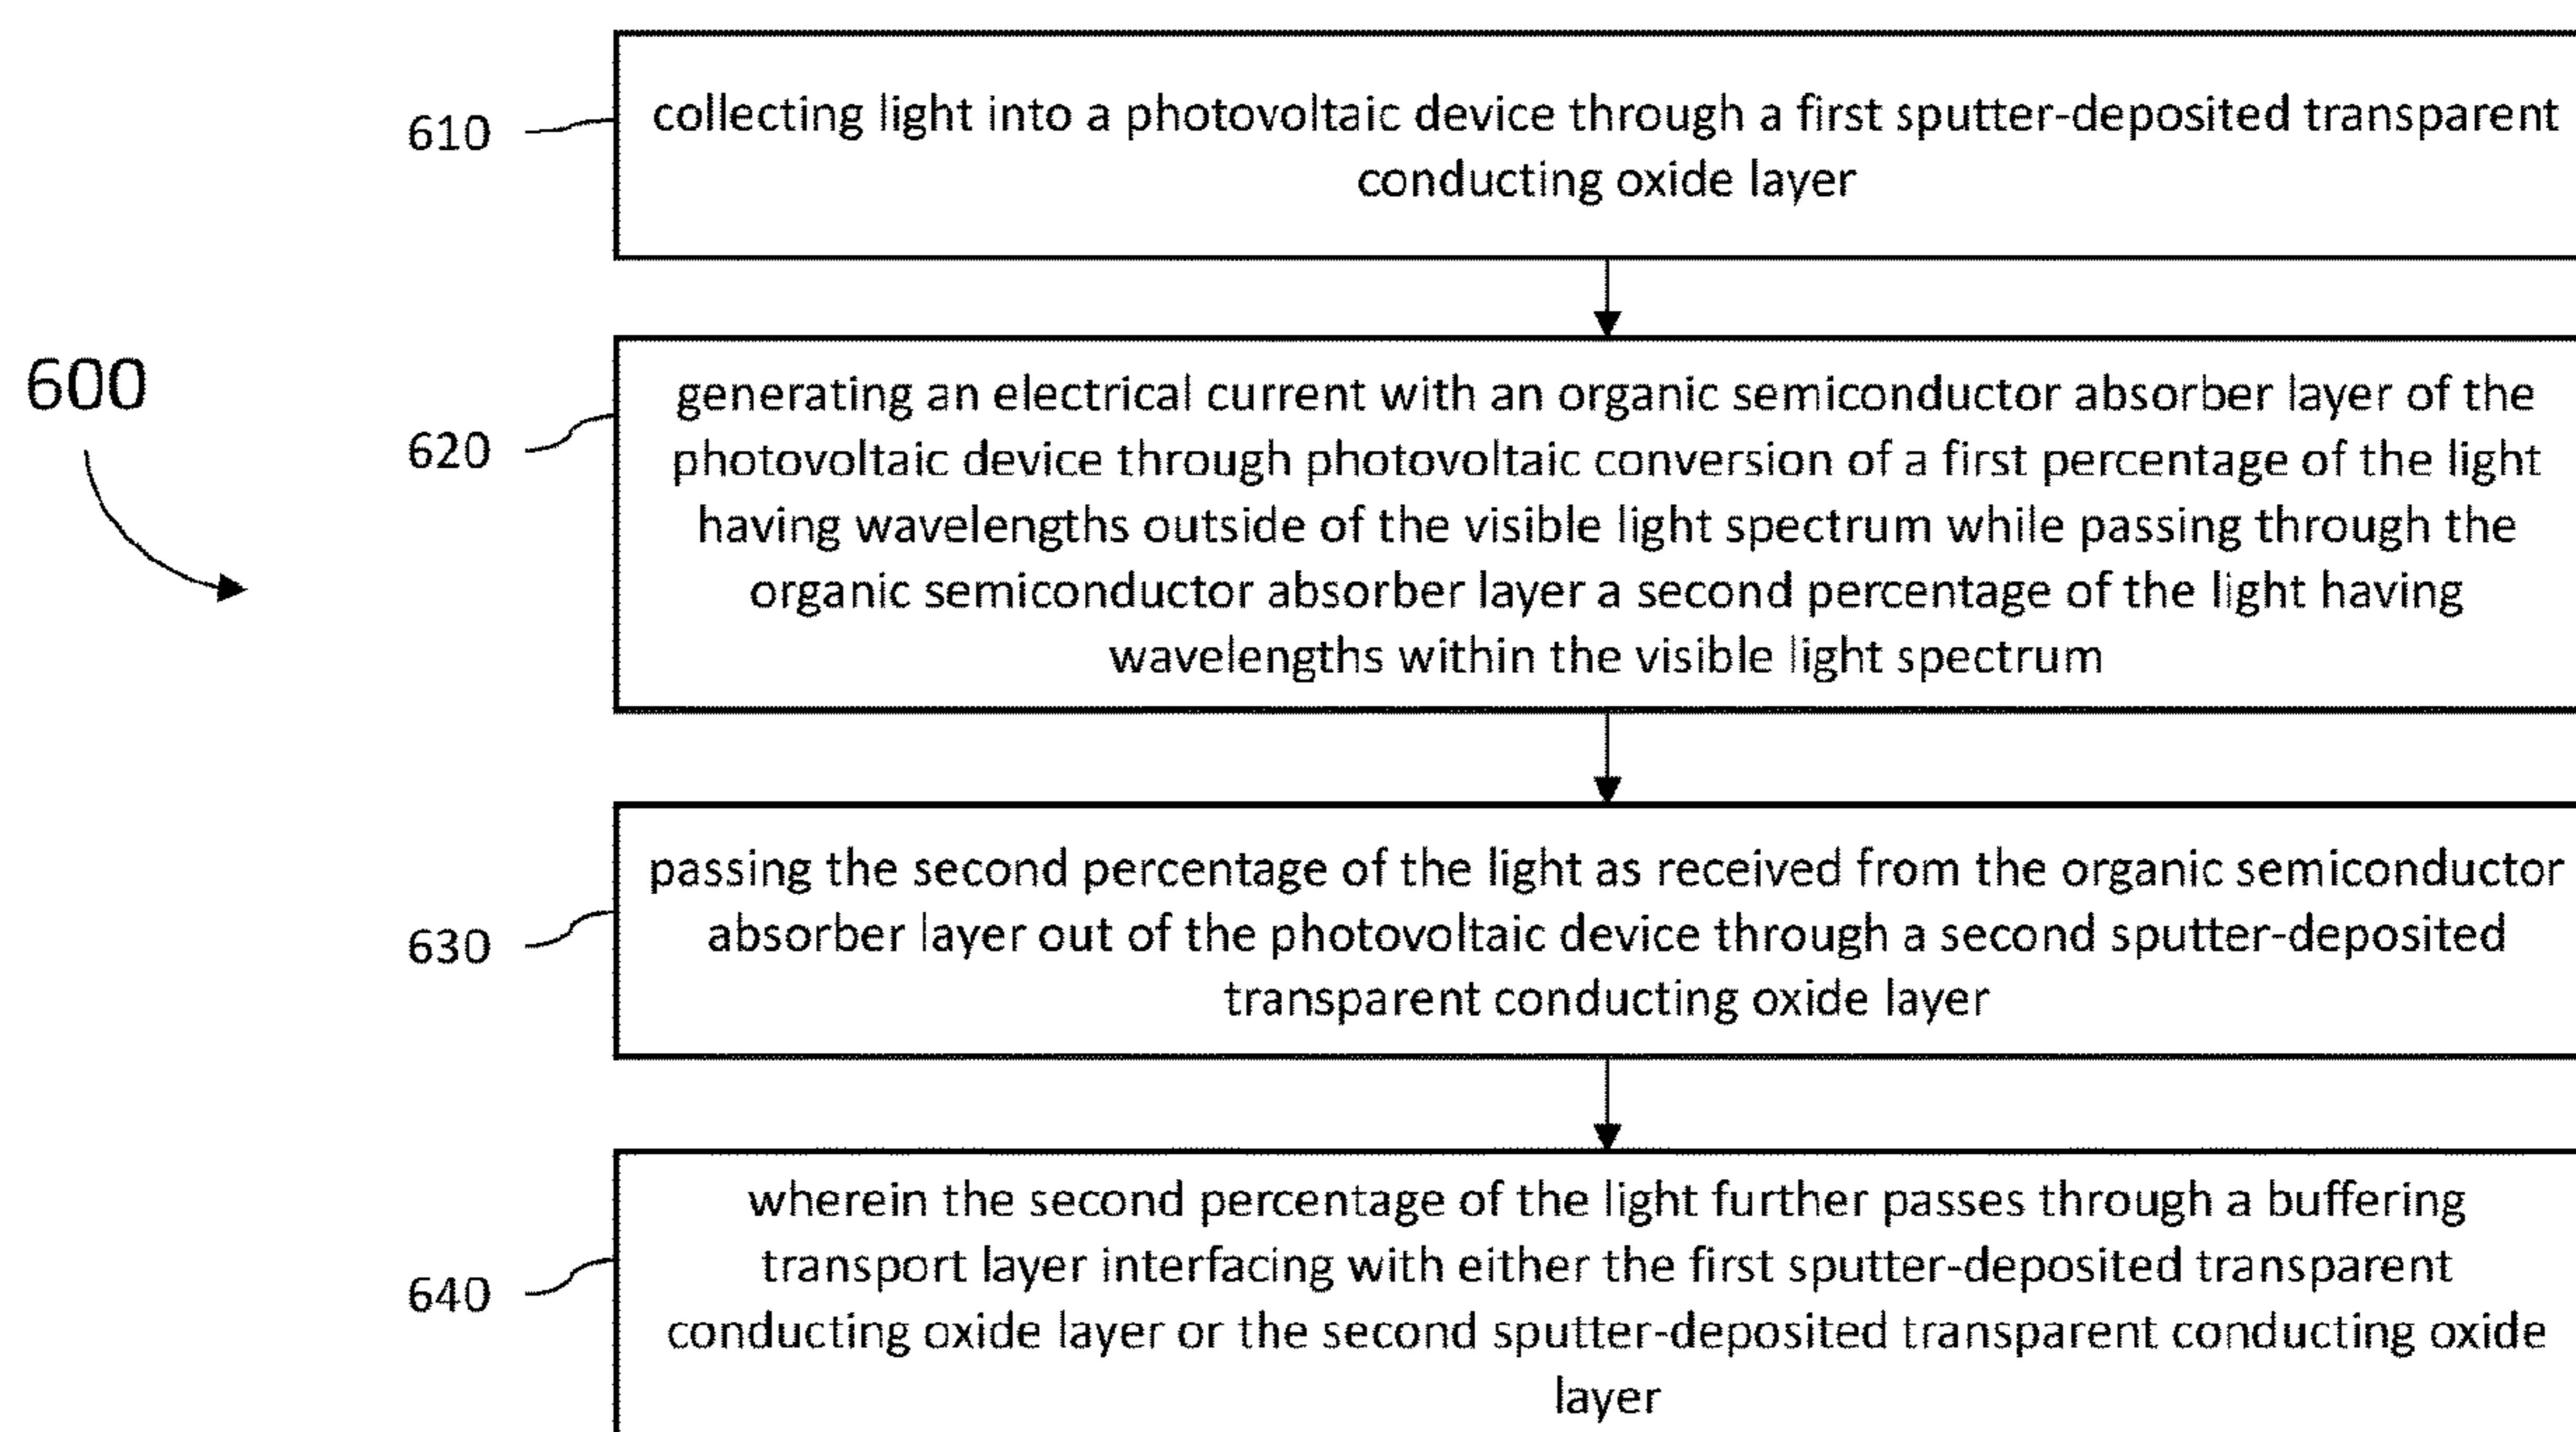 610
collecting light into a photovoltaic device through a first sputter-deposited transparent
conducting oxide layer
600
620
generating an electrical current with an organic semiconductor absorber layer of the
photovoltaic device through photovoltaic conversion of a first percentage of the light
having wavelengths outside of the visible light spectrum while passing through the
organic semiconductor absorber layer a second percentage of the light having
wavelengths within the visible light spectrum
630
passing the second percentage of the light as received from the organic semiconductor
absorber layer out of the photovoltaic device through a second sputter-deposited
transparent conducting oxide layer
640
wherein the second percentage of the light further passes through a buffering
transport layer interfacing with either the first sputter-deposited transparent
conducting oxide layer or the second sputter-deposited transparent conducting oxide
layer